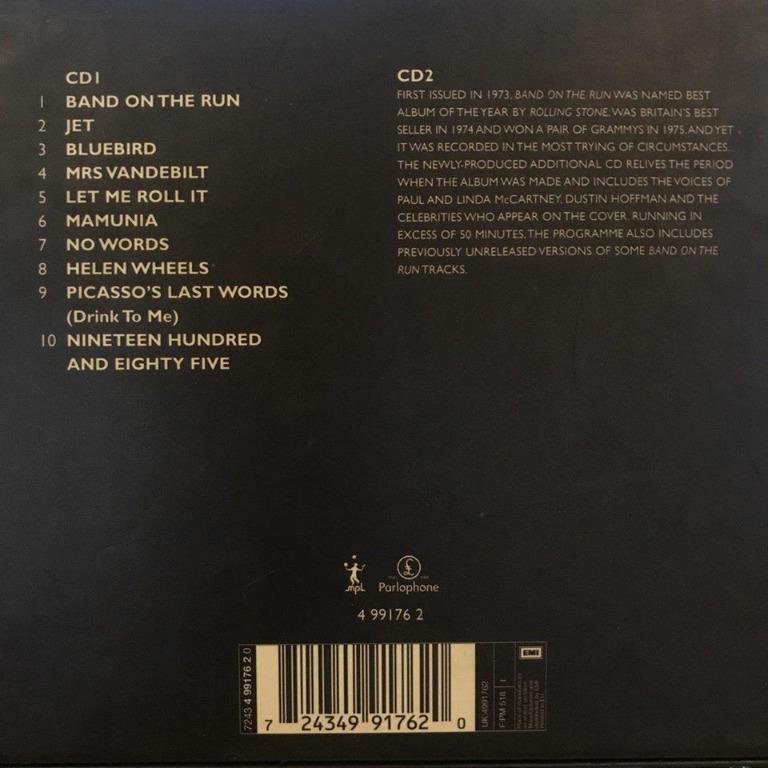 CD1
1 BAND ON THE RUN
2 JET
3 BLUEBIRD
4 MRS VANDEBILT
5 LET ME ROLL IT
6 MAMUNIA
7 NO WORDS
8 HELEN WHEELS
9 PICASSO'S LAST WORDS
(Drink To Me)
10 NINETEEN HUNDRED
AND EIGHTY FIVE
CD2
FIRST ISSUED IN 1973, BAND ON THE RUN WAS NAMED BEST
ALBUM OF THE YEAR BY ROLLING STONE, WAS BRITAIN'S BEST
SELLER IN 1974 AND WON A PAIR OF GRAMMYS IN 1975. AND YET
IT WAS RECORDED IN THE MOST TRYING OF CIRCUMSTANCES...
THE NEWLY-PRODUCED ADDITIONAL CD RELIVES THE PERIOD
WHEN THE ALBUM WAS MADE AND INCLUDES THE VOICES OF
PAUL AND LINDA McCARTNEY, DUSTIN HOFFMAN AND THE
CELEBRITIES WHO APPEAR ON THE COVER. RUNNING IN
EXCESS OF 50 MINUTES, THE PROGRAMME ALSO INCLUDES
PREVIOUSLY UNRELEASED VERSIONS OF SOME BAND ON THE
RUN TRACKS.
mpl
£
Parlophone
4 99176 2
7243 4 99176 2 0
7 24349 91762 0
UK: 4991762
F: PM 518
EMI